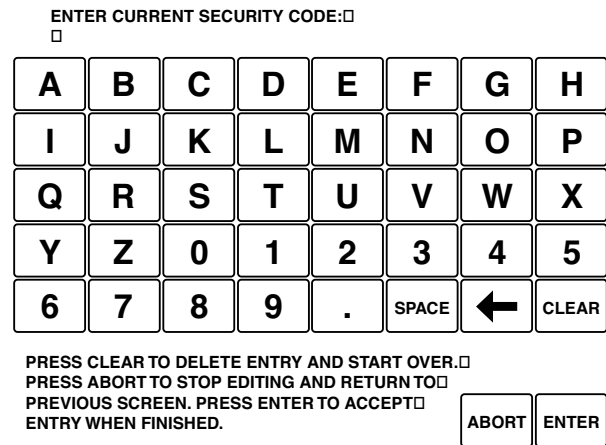 ENTER CURRENT SECURITY CODE:□
□
A B C D E F G H
I J K L M N O P
Q R S T U V W X
Y Z 0 1 2 3 4 5
6 7 8 9 . SPACE ← CLEAR
PRESS CLEAR TO DELETE ENTRY AND START OVER.□
PRESS ABORT TO STOP EDITING AND RETURN TO□
PREVIOUS SCREEN. PRESS ENTER TO ACCEPT□
ENTRY WHEN FINISHED.
ABORT ENTER